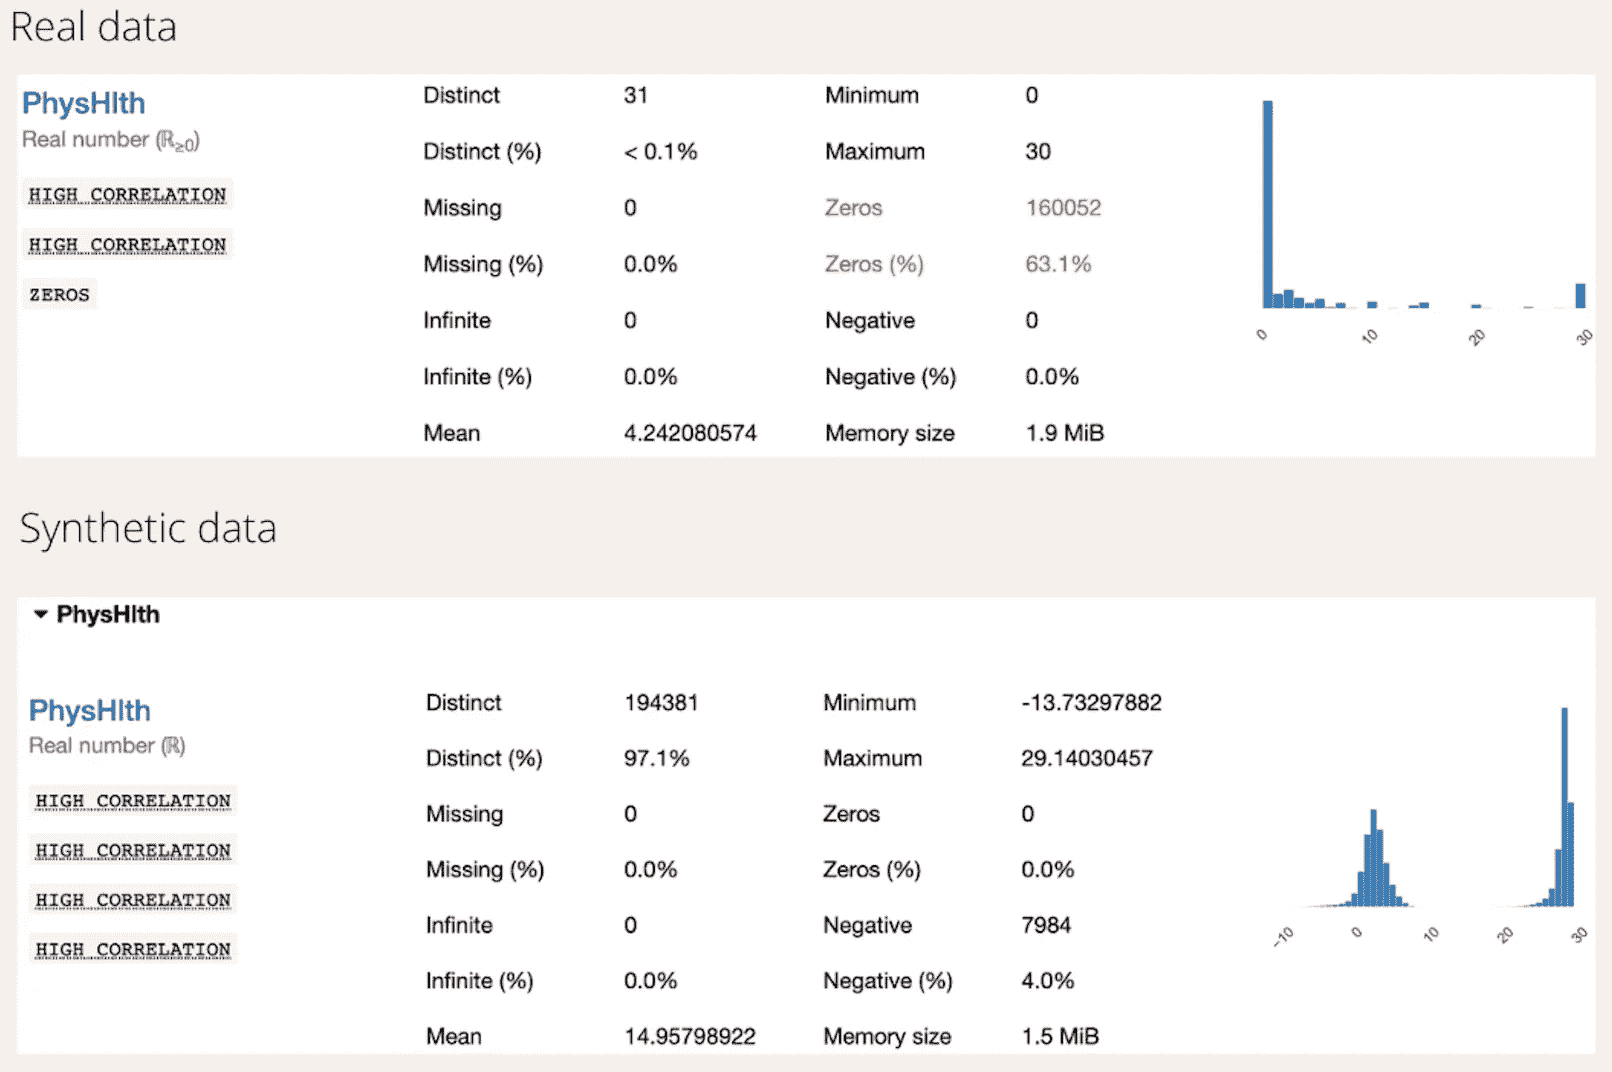 Real data
PhysHlth
Real number (ℝ≥0)
HIGH CORRELATION
HIGH CORRELATION
ZEROS
Distinct 31
Distinct (%) < 0.1%
Missing 0
Missing (%) 0.0%
Infinite 0
Infinite (%) 0.0%
Mean 4.242080574
Minimum 0
Maximum 30
Zeros 160052
Zeros (%) 63.1%
Negative 0
Negative (%) 0.0%
Memory size 1.9 MiB
0 10 20 30
Synthetic data
PhysHlth
PhysHlth
Real number (ℝ)
HIGH CORRELATION
HIGH CORRELATION
HIGH CORRELATION
HIGH CORRELATION
Distinct 194381
Distinct (%) 97.1%
Missing 0
Missing (%) 0.0%
Infinite 0
Infinite (%) 0.0%
Mean 14.95798922
Minimum -13.73297882
Maximum 29.14030457
Zeros 0
Zeros (%) 0.0%
Negative 7984
Negative (%) 4.0%
Memory size 1.5 MiB
-10 0 10 20 30